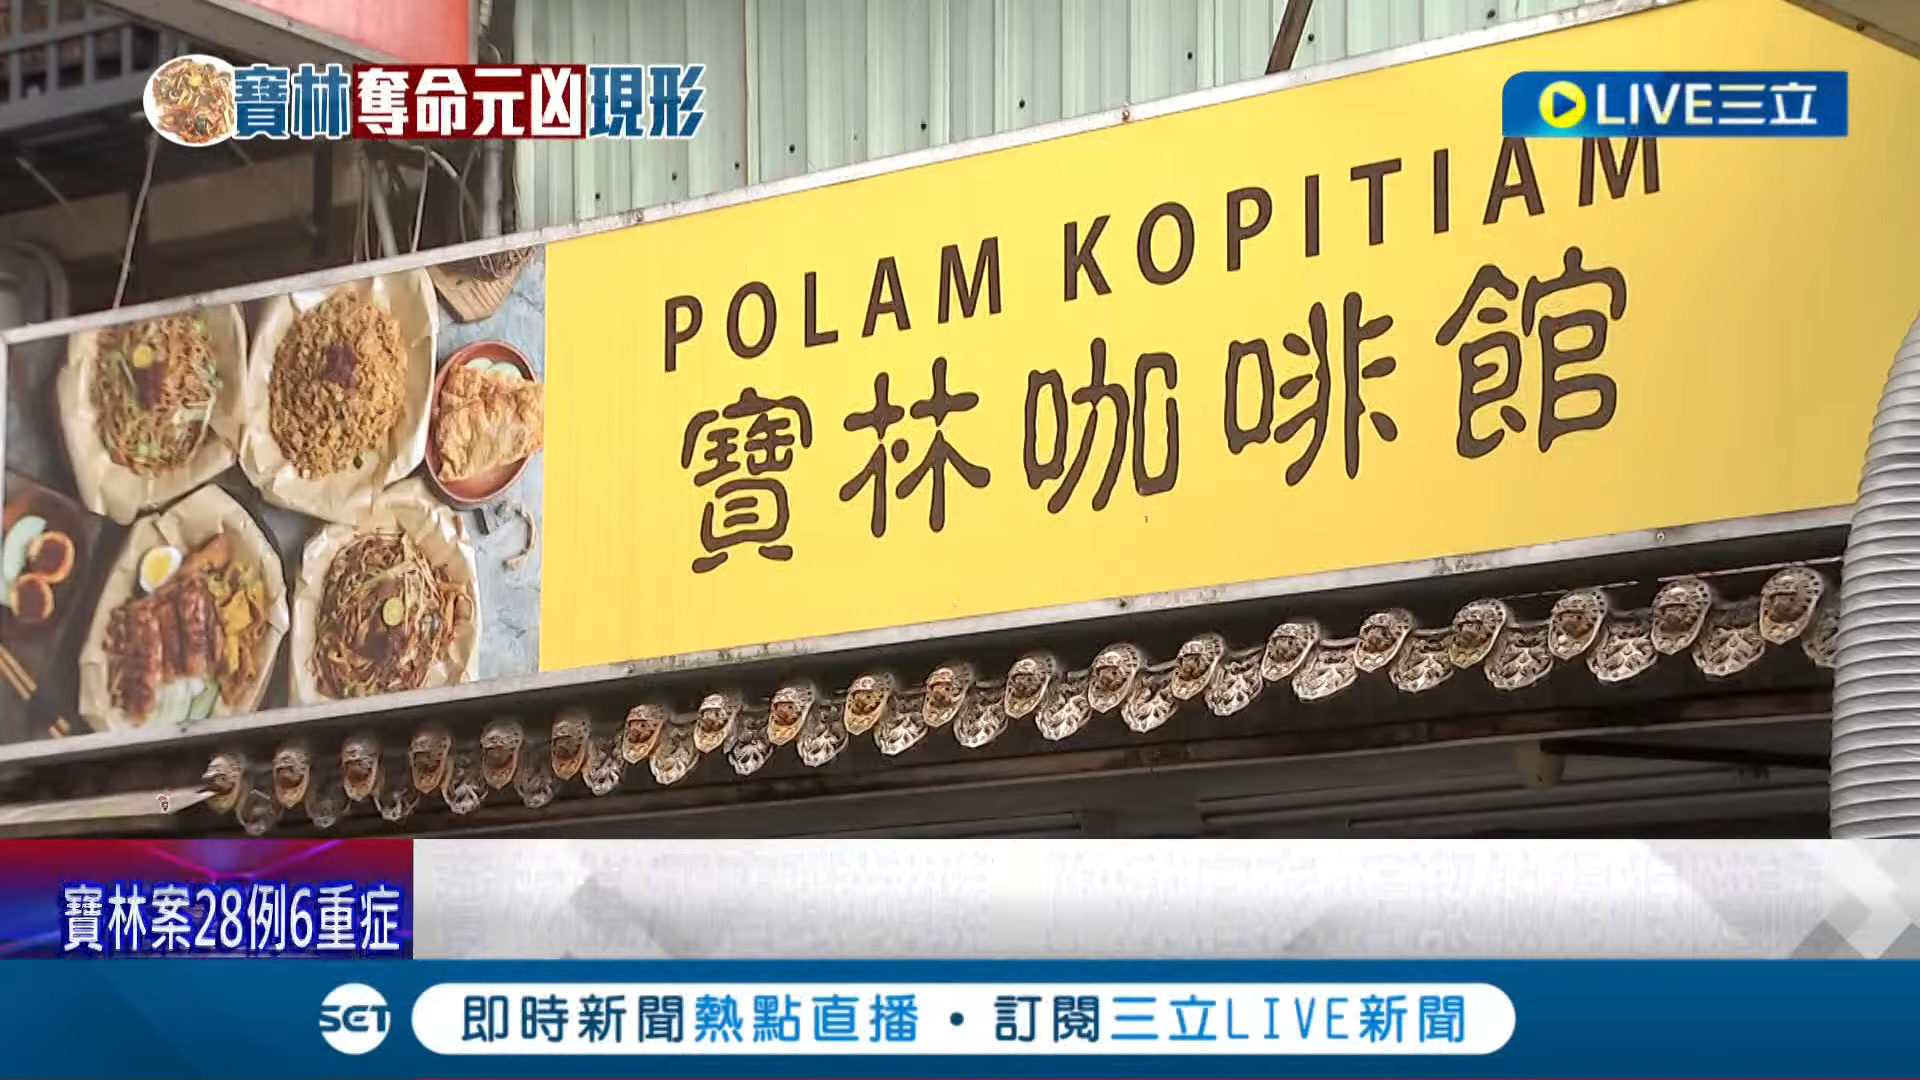 寶林奪命元凶現形
LIVE三立
POLAM KOPITIAM
寶林咖啡館
寶林案28例6重症
SET
即時新聞熱點直播・訂閱三立LIVE新聞